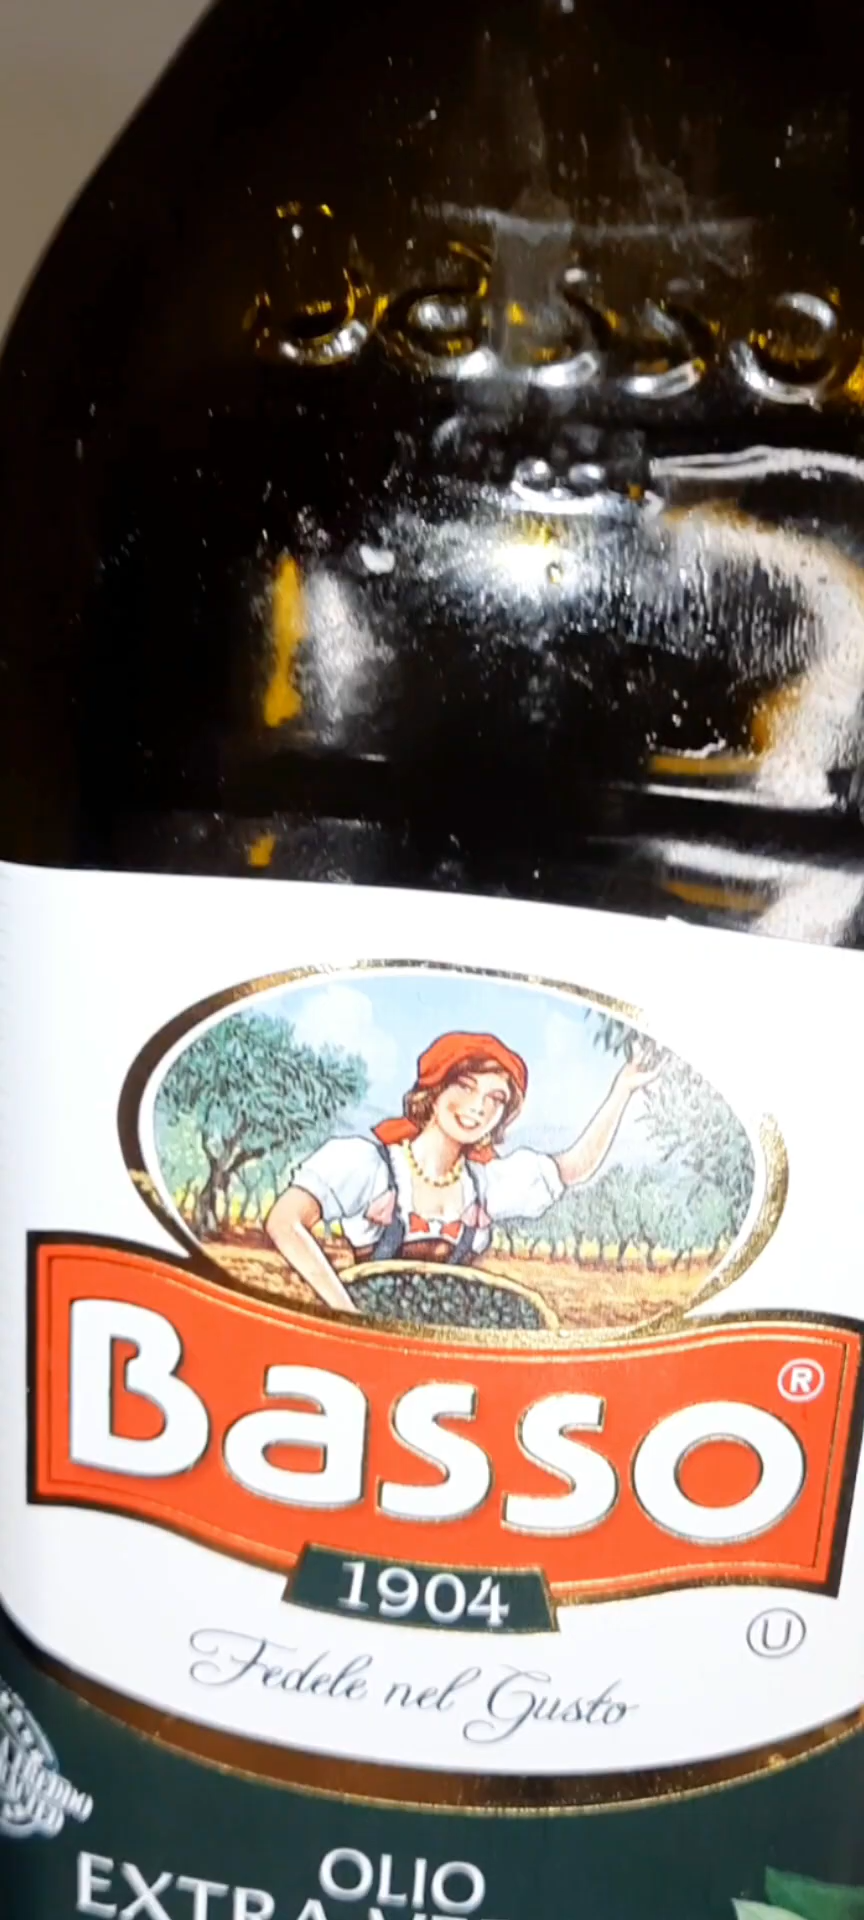 basso
Basso ®
1904
U
Fedele nel Gusto
OLIO
EXTRA